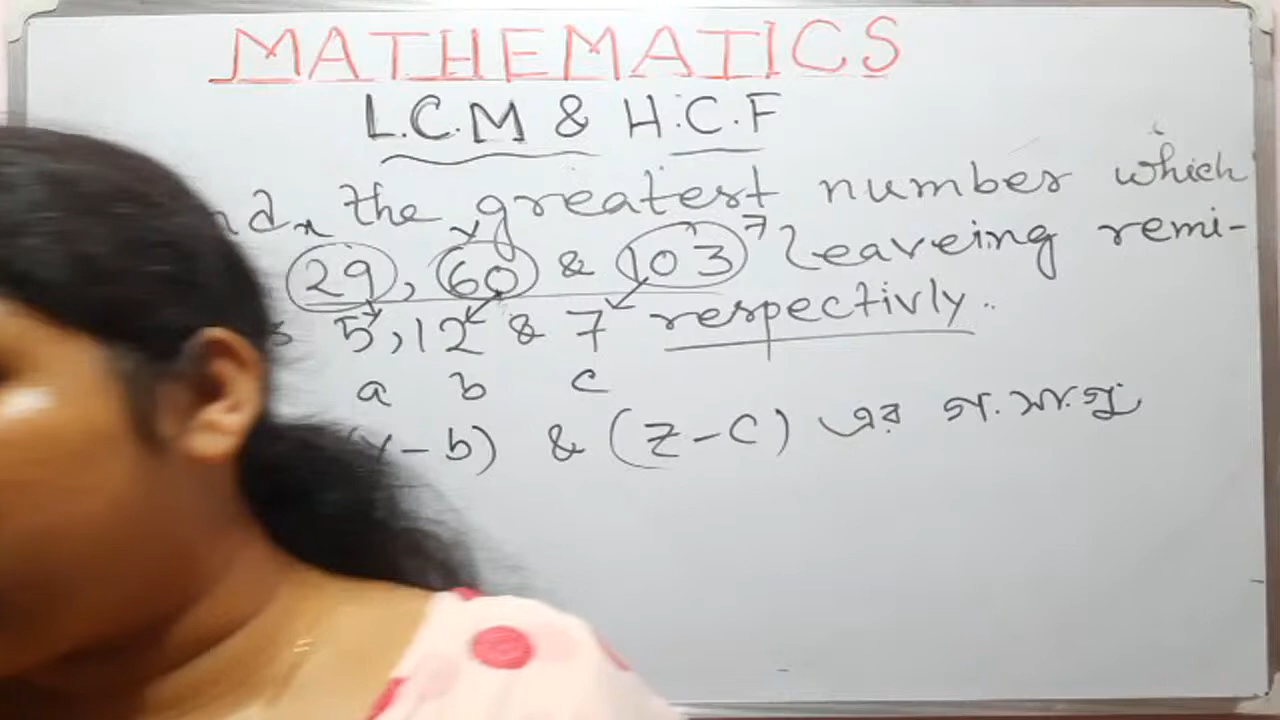 MATHEMATICS
L.C.M & H.C.F
the greatest number which
29, 60 & 103 leaveing remi-
5, 12 & 7 respectivly.
a b c
- b) & (z - c) এর গ.সা.গু